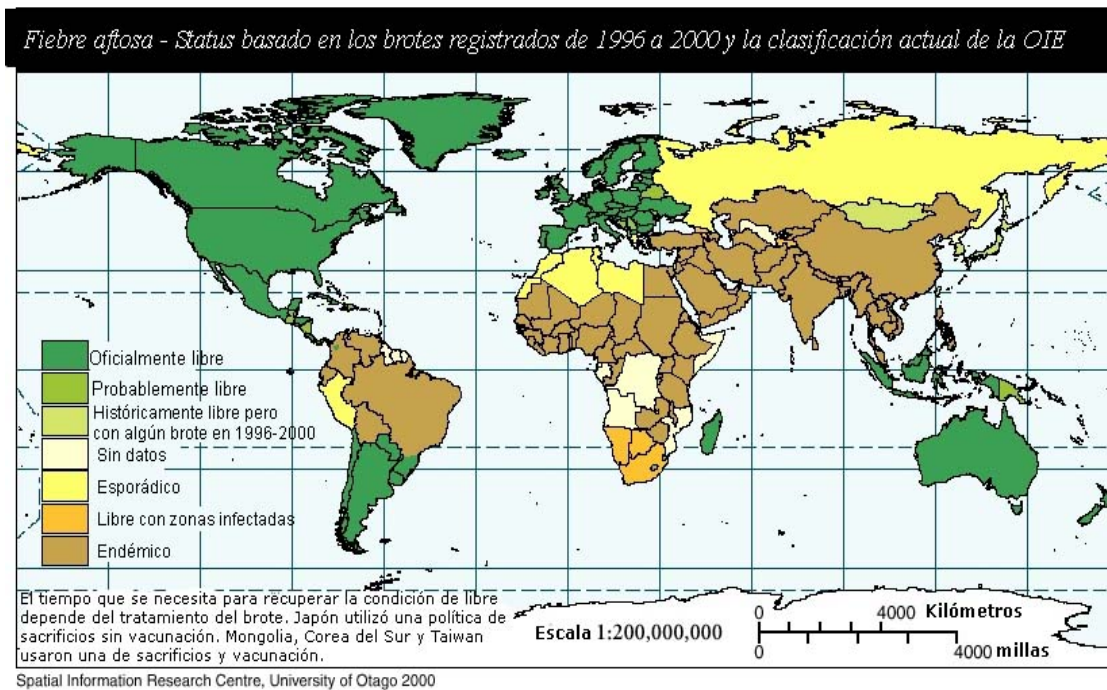 Fiebre aftosa - Status basado en los brotes registrados de 1996 a 2000 y la clasificación actual de la OIE
Oficialmente libre
Probablemente libre
Históricamente libre pero
con algún brote en 1996-2000
Sin datos
Esporádico
Libre con zonas infectadas
Endémico
El tiempo que se necesita para recuperar la condición de libre
depende del tratamiento del brote. Japón utilizó una política de
sacrificios sin vacunación. Mongolia, Corea del Sur y Taiwan
usaron una de sacrificios y vacunación.
Escala 1:200,000,000
0 4000 Kilómetros
0 4000 millas
Spatial Information Research Centre, University of Otago 2000